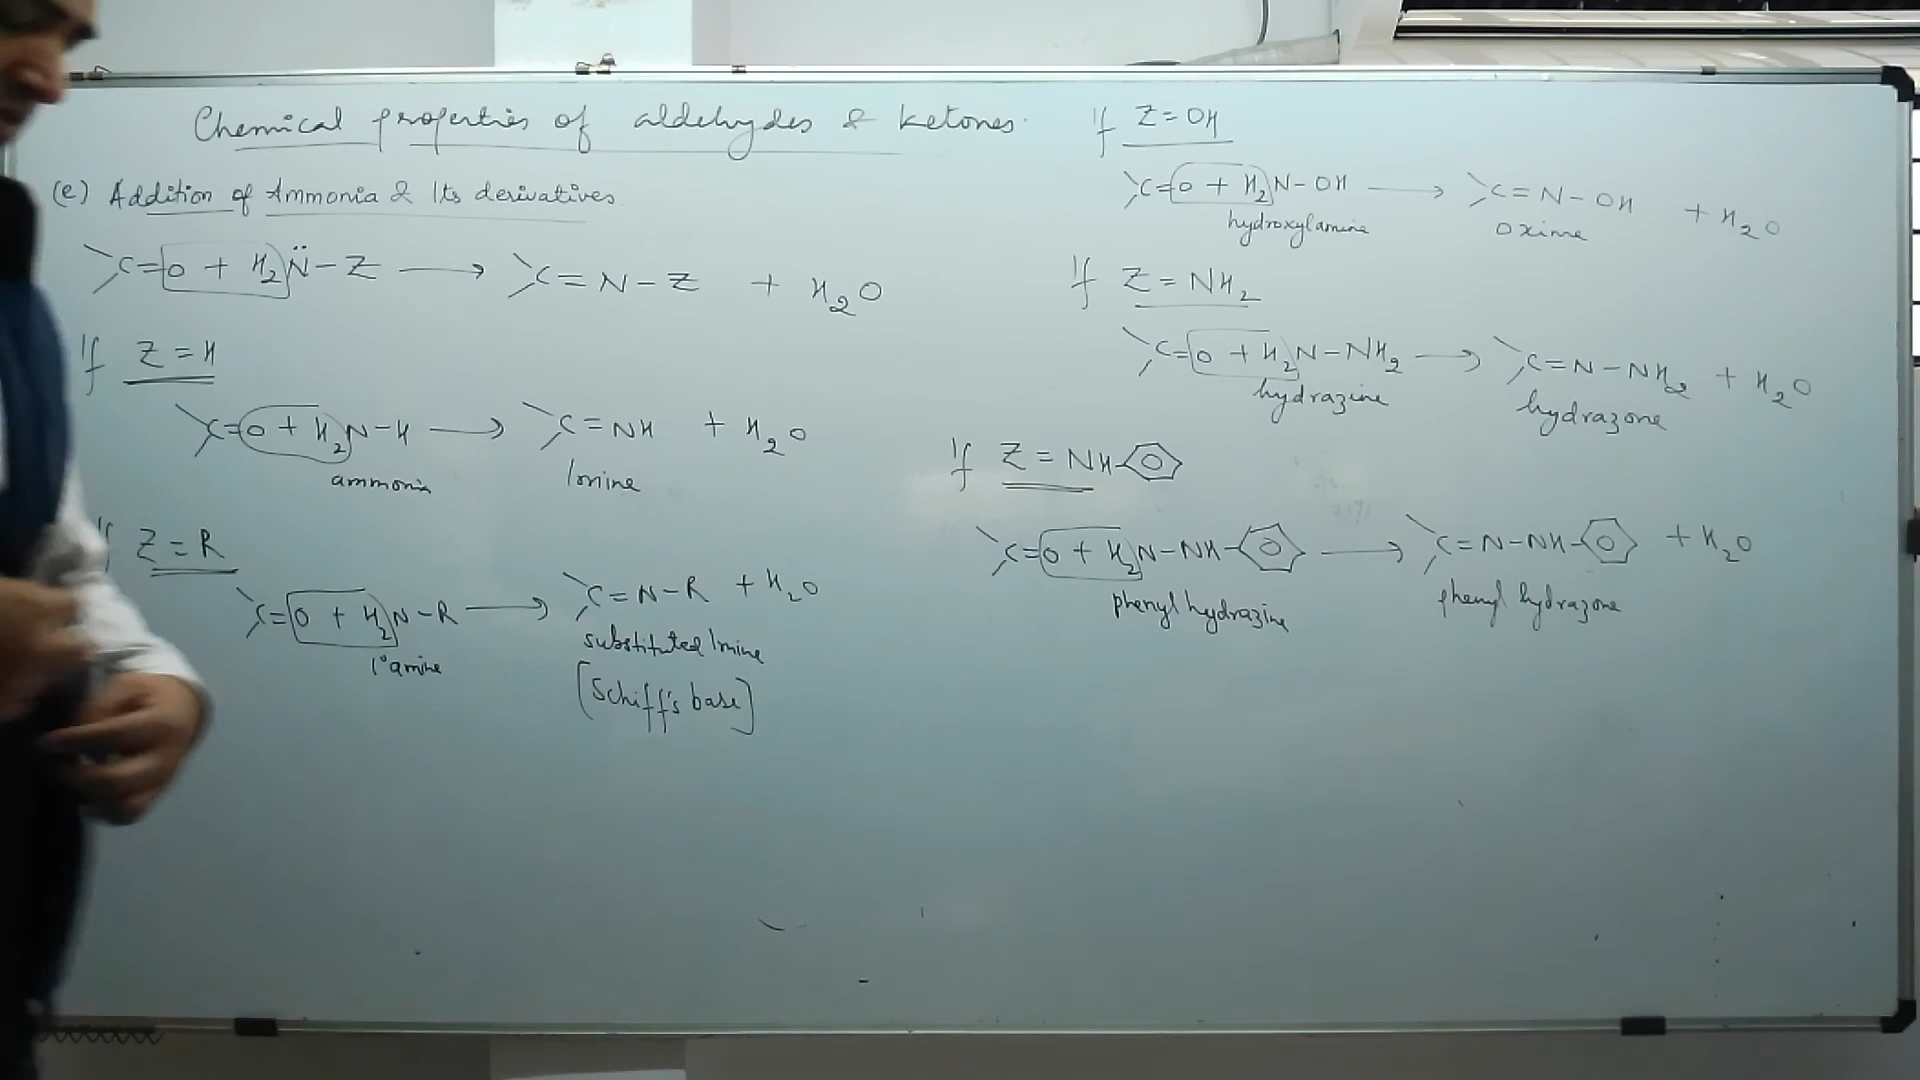 Chemical properties of aldehydes & ketones.
(e) Addition of Ammonia & Its derivatives
>C=O + H₂N̈-Z ⟶ >C=N-Z + H₂O
If Z=H
>C=O + H₂N-H ⟶ >C=NH + H₂O
ammonia Imine
If Z=R
>C=O + H₂N-R ⟶ >C=N-R + H₂O
1° amine substituted Imine
[Schiff's base]
If Z=OH
>C=O + H₂N-OH ⟶ >C=N-OH + H₂O
hydroxylamine Oxime
If Z=NH₂
>C=O + H₂N-NH₂ ⟶ >C=N-NH₂ + H₂O
hydrazine hydrazone
If Z=NH-⌬
>C=O + H₂N-NH-⌬ ⟶ >C=N-NH-⌬ + H₂O
phenyl hydrazine phenyl hydrazone